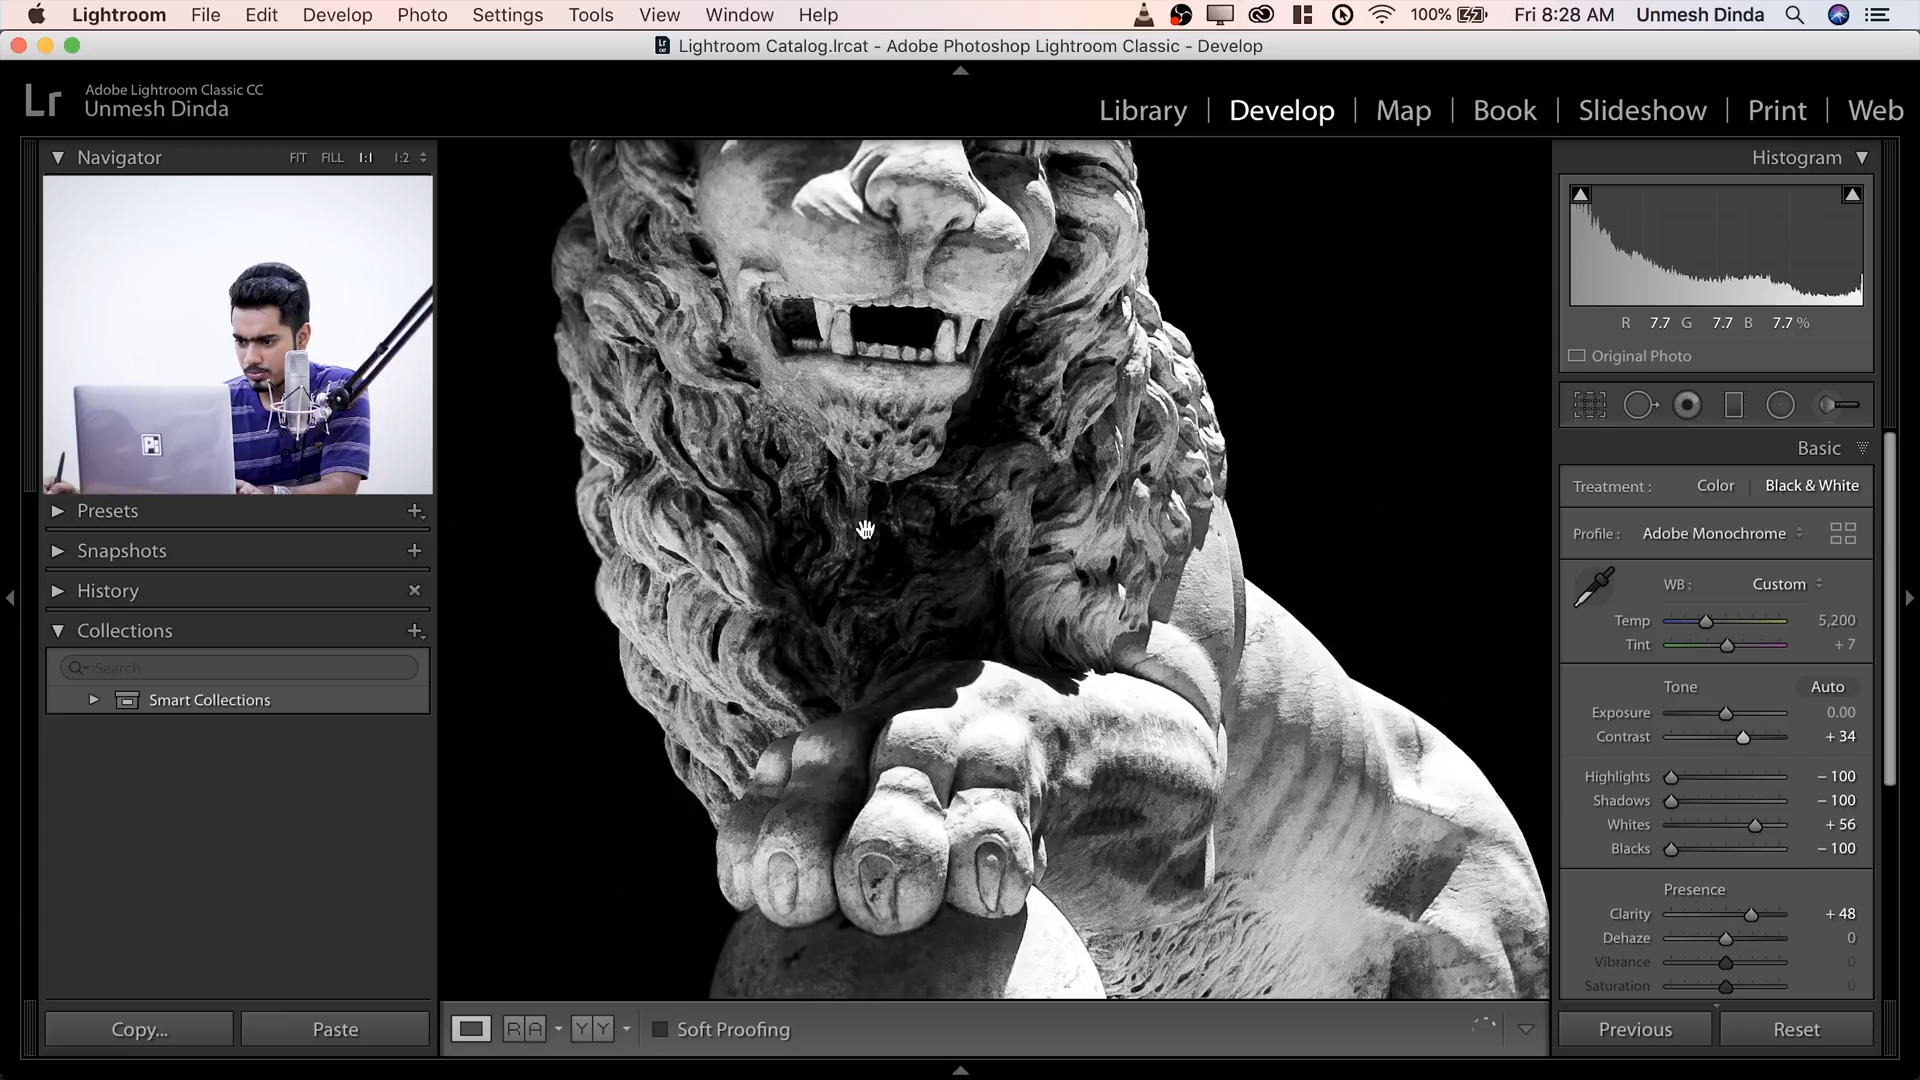 Lightroom File Edit Develop Photo Settings Tools View Window Help 100% Fri 8:28 AM Unmesh Dinda
Lightroom Catalog.lrcat - Adobe Photoshop Lightroom Classic - Develop
Lr
Adobe Lightroom Classic CC
Unmesh Dinda
Library | Develop | Map | Book | Slideshow | Print | Web
Navigator FIT FILL 1:1 1:2
Presets
Snapshots
History
Collections
Search
Smart Collections
Copy... Paste
R A Y Y Soft Proofing
Histogram
R 7.7 G 7.7 B 7.7 %
Original Photo
Basic
Treatment : Color | Black & White
Profile : Adobe Monochrome
WB : Custom
Temp 5,200
Tint + 7
Tone Auto
Exposure 0.00
Contrast + 34
Highlights – 100
Shadows – 100
Whites + 56
Blacks – 100
Presence
Clarity + 48
Dehaze 0
Vibrance 0
Saturation 0
Previous Reset